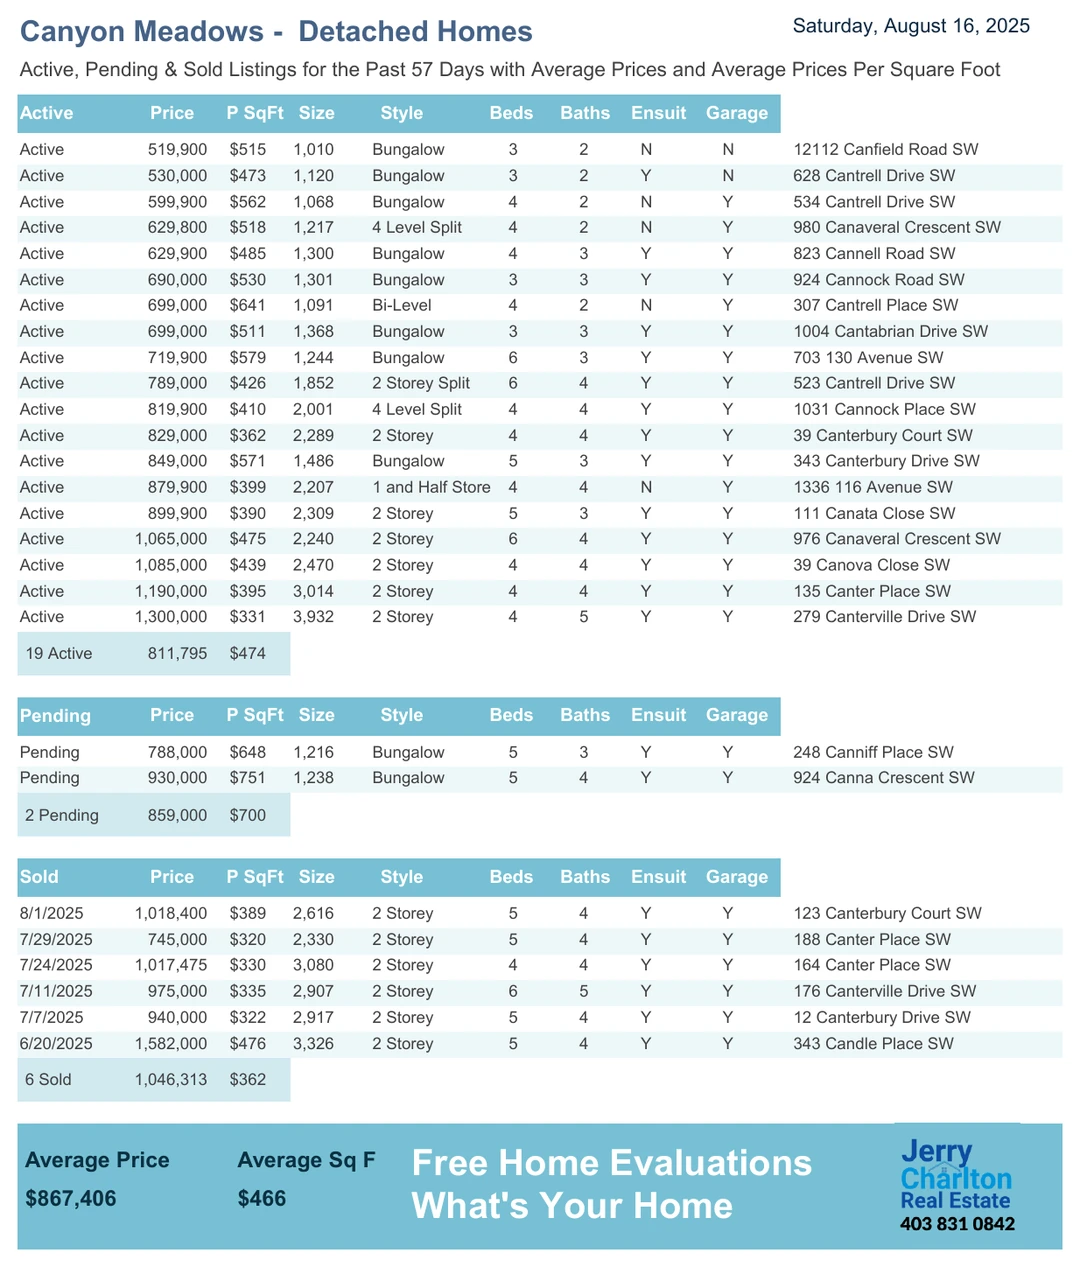 Canyon Meadows -  Detached Homes
Saturday, August 16, 2025
Active, Pending & Sold Listings for the Past 57 Days with Average Prices and Average Prices Per Square Foot
Active Price P SqFt Size Style Beds Baths Ensuit Garage
Active 519,900 $515 1,010 Bungalow 3 2 N N 12112 Canfield Road SW
Active 530,000 $473 1,120 Bungalow 3 2 Y N 628 Cantrell Drive SW
Active 599,900 $562 1,068 Bungalow 4 2 N Y 534 Cantrell Drive SW
Active 629,800 $518 1,217 4 Level Split 4 2 N Y 980 Canaveral Crescent SW
Active 629,900 $485 1,300 Bungalow 4 3 Y Y 823 Cannell Road SW
Active 690,000 $530 1,301 Bungalow 3 3 Y Y 924 Cannock Road SW
Active 699,000 $641 1,091 Bi-Level 4 2 N Y 307 Cantrell Place SW
Active 699,000 $511 1,368 Bungalow 3 3 Y Y 1004 Cantabrian Drive SW
Active 719,900 $579 1,244 Bungalow 6 3 Y Y 703 130 Avenue SW
Active 789,000 $426 1,852 2 Storey Split 6 4 Y Y 523 Cantrell Drive SW
Active 819,900 $410 2,001 4 Level Split 4 4 Y Y 1031 Cannock Place SW
Active 829,000 $362 2,289 2 Storey 4 4 Y Y 39 Canterbury Court SW
Active 849,000 $571 1,486 Bungalow 5 3 Y Y 343 Canterbury Drive SW
Active 879,900 $399 2,207 1 and Half Store 4 4 N Y 1336 116 Avenue SW
Active 899,900 $390 2,309 2 Storey 5 3 Y Y 111 Canata Close SW
Active 1,065,000 $475 2,240 2 Storey 6 4 Y Y 976 Canaveral Crescent SW
Active 1,085,000 $439 2,470 2 Storey 4 4 Y Y 39 Canova Close SW
Active 1,190,000 $395 3,014 2 Storey 4 4 Y Y 135 Canter Place SW
Active 1,300,000 $331 3,932 2 Storey 4 5 Y Y 279 Canterville Drive SW
19 Active 811,795 $474
Pending Price P SqFt Size Style Beds Baths Ensuit Garage
Pending 788,000 $648 1,216 Bungalow 5 3 Y Y 248 Canniff Place SW
Pending 930,000 $751 1,238 Bungalow 5 4 Y Y 924 Canna Crescent SW
2 Pending 859,000 $700
Sold Price P SqFt Size Style Beds Baths Ensuit Garage
8/1/2025 1,018,400 $389 2,616 2 Storey 5 4 Y Y 123 Canterbury Court SW
7/29/2025 745,000 $320 2,330 2 Storey 5 4 Y Y 188 Canter Place SW
7/24/2025 1,017,475 $330 3,080 2 Storey 4 4 Y Y 164 Canter Place SW
7/11/2025 975,000 $335 2,907 2 Storey 6 5 Y Y 176 Canterville Drive SW
7/7/2025 940,000 $322 2,917 2 Storey 5 4 Y Y 12 Canterbury Drive SW
6/20/2025 1,582,000 $476 3,326 2 Storey 5 4 Y Y 343 Candle Place SW
6 Sold 1,046,313 $362
Average Price Average Sq F
$867,406 $466
Free Home Evaluations
What's Your Home
Jerry
Charlton
Real Estate
403 831 0842